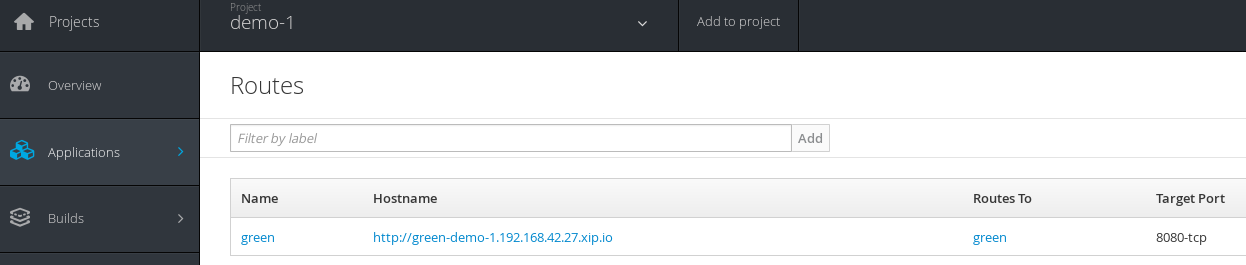 Projects
Project
demo-1
Add to project
Overview
Applications
Builds
Routes
Filter by label
Add
Name Hostname Routes To Target Port
green http://green-demo-1.192.168.42.27.xip.io green 8080-tcp